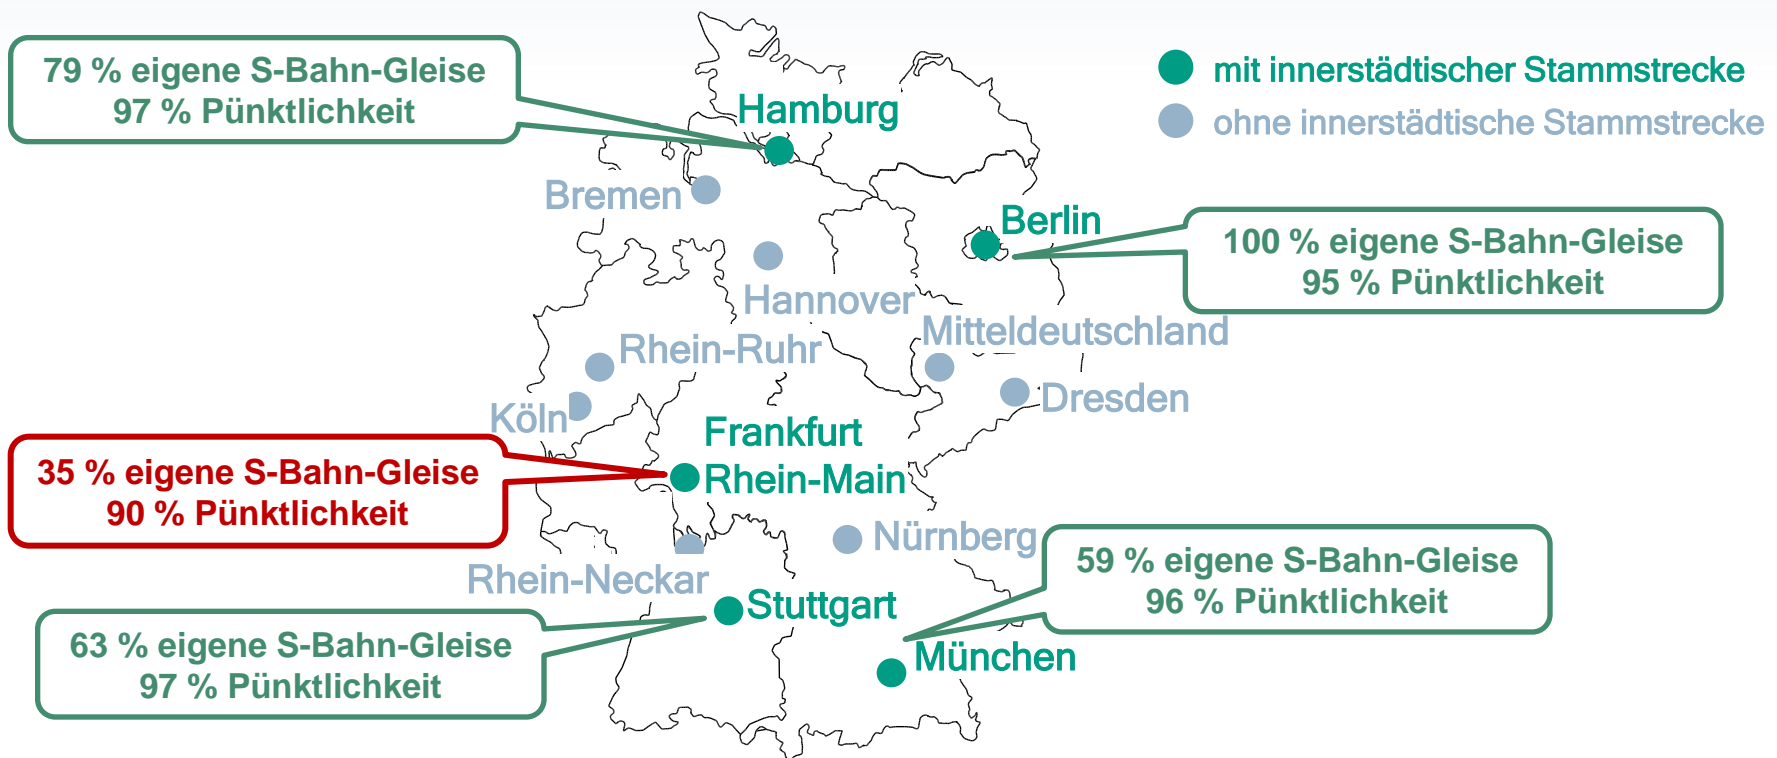 79 % eigene S-Bahn-Gleise
97 % Pünktlichkeit
mit innerstädtischer Stammstrecke
ohne innerstädtische Stammstrecke
Hamburg
Bremen
Berlin
100 % eigene S-Bahn-Gleise
95 % Pünktlichkeit
Hannover
Mitteldeutschland
Rhein-Ruhr
Dresden
Köln
Frankfurt
Rhein-Main
35 % eigene S-Bahn-Gleise
90 % Pünktlichkeit
Nürnberg
Rhein-Neckar
59 % eigene S-Bahn-Gleise
96 % Pünktlichkeit
Stuttgart
63 % eigene S-Bahn-Gleise
97 % Pünktlichkeit
München